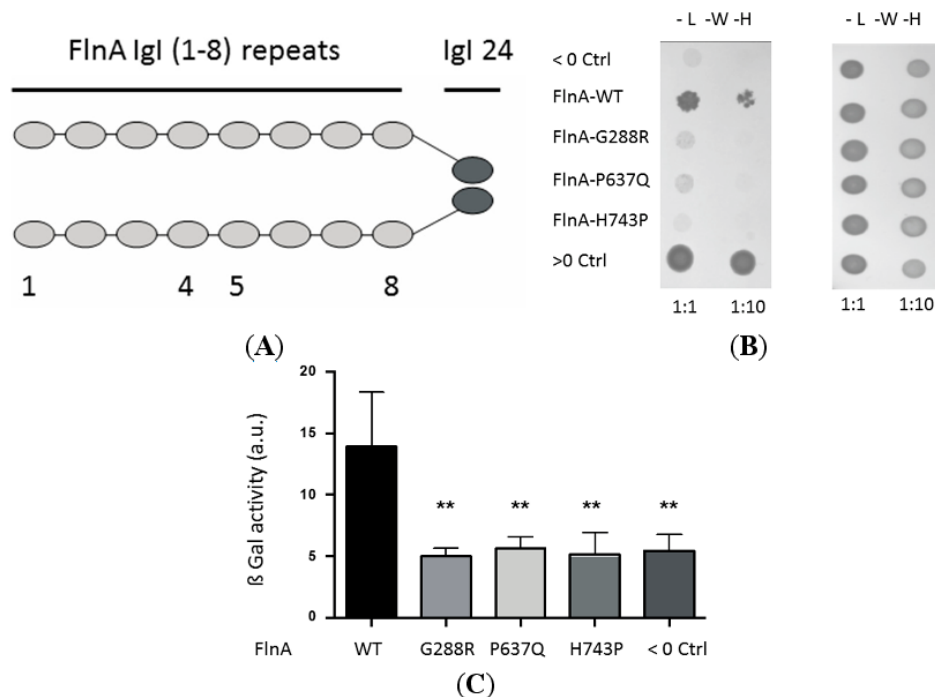 FlnA IgI (1-8) repeats IgI 24
1 4 5 8
(A)
- L -W -H - L -W -H
< 0 Ctrl
FlnA-WT
FlnA-G288R
FlnA-P637Q
FlnA-H743P
>0 Ctrl
1:1 1:10 1:1 1:10
(B)
20
15
10
5
0
ß Gal activity (a.u.)
** ** ** **
FlnA WT G288R P637Q H743P < 0 Ctrl
(C)